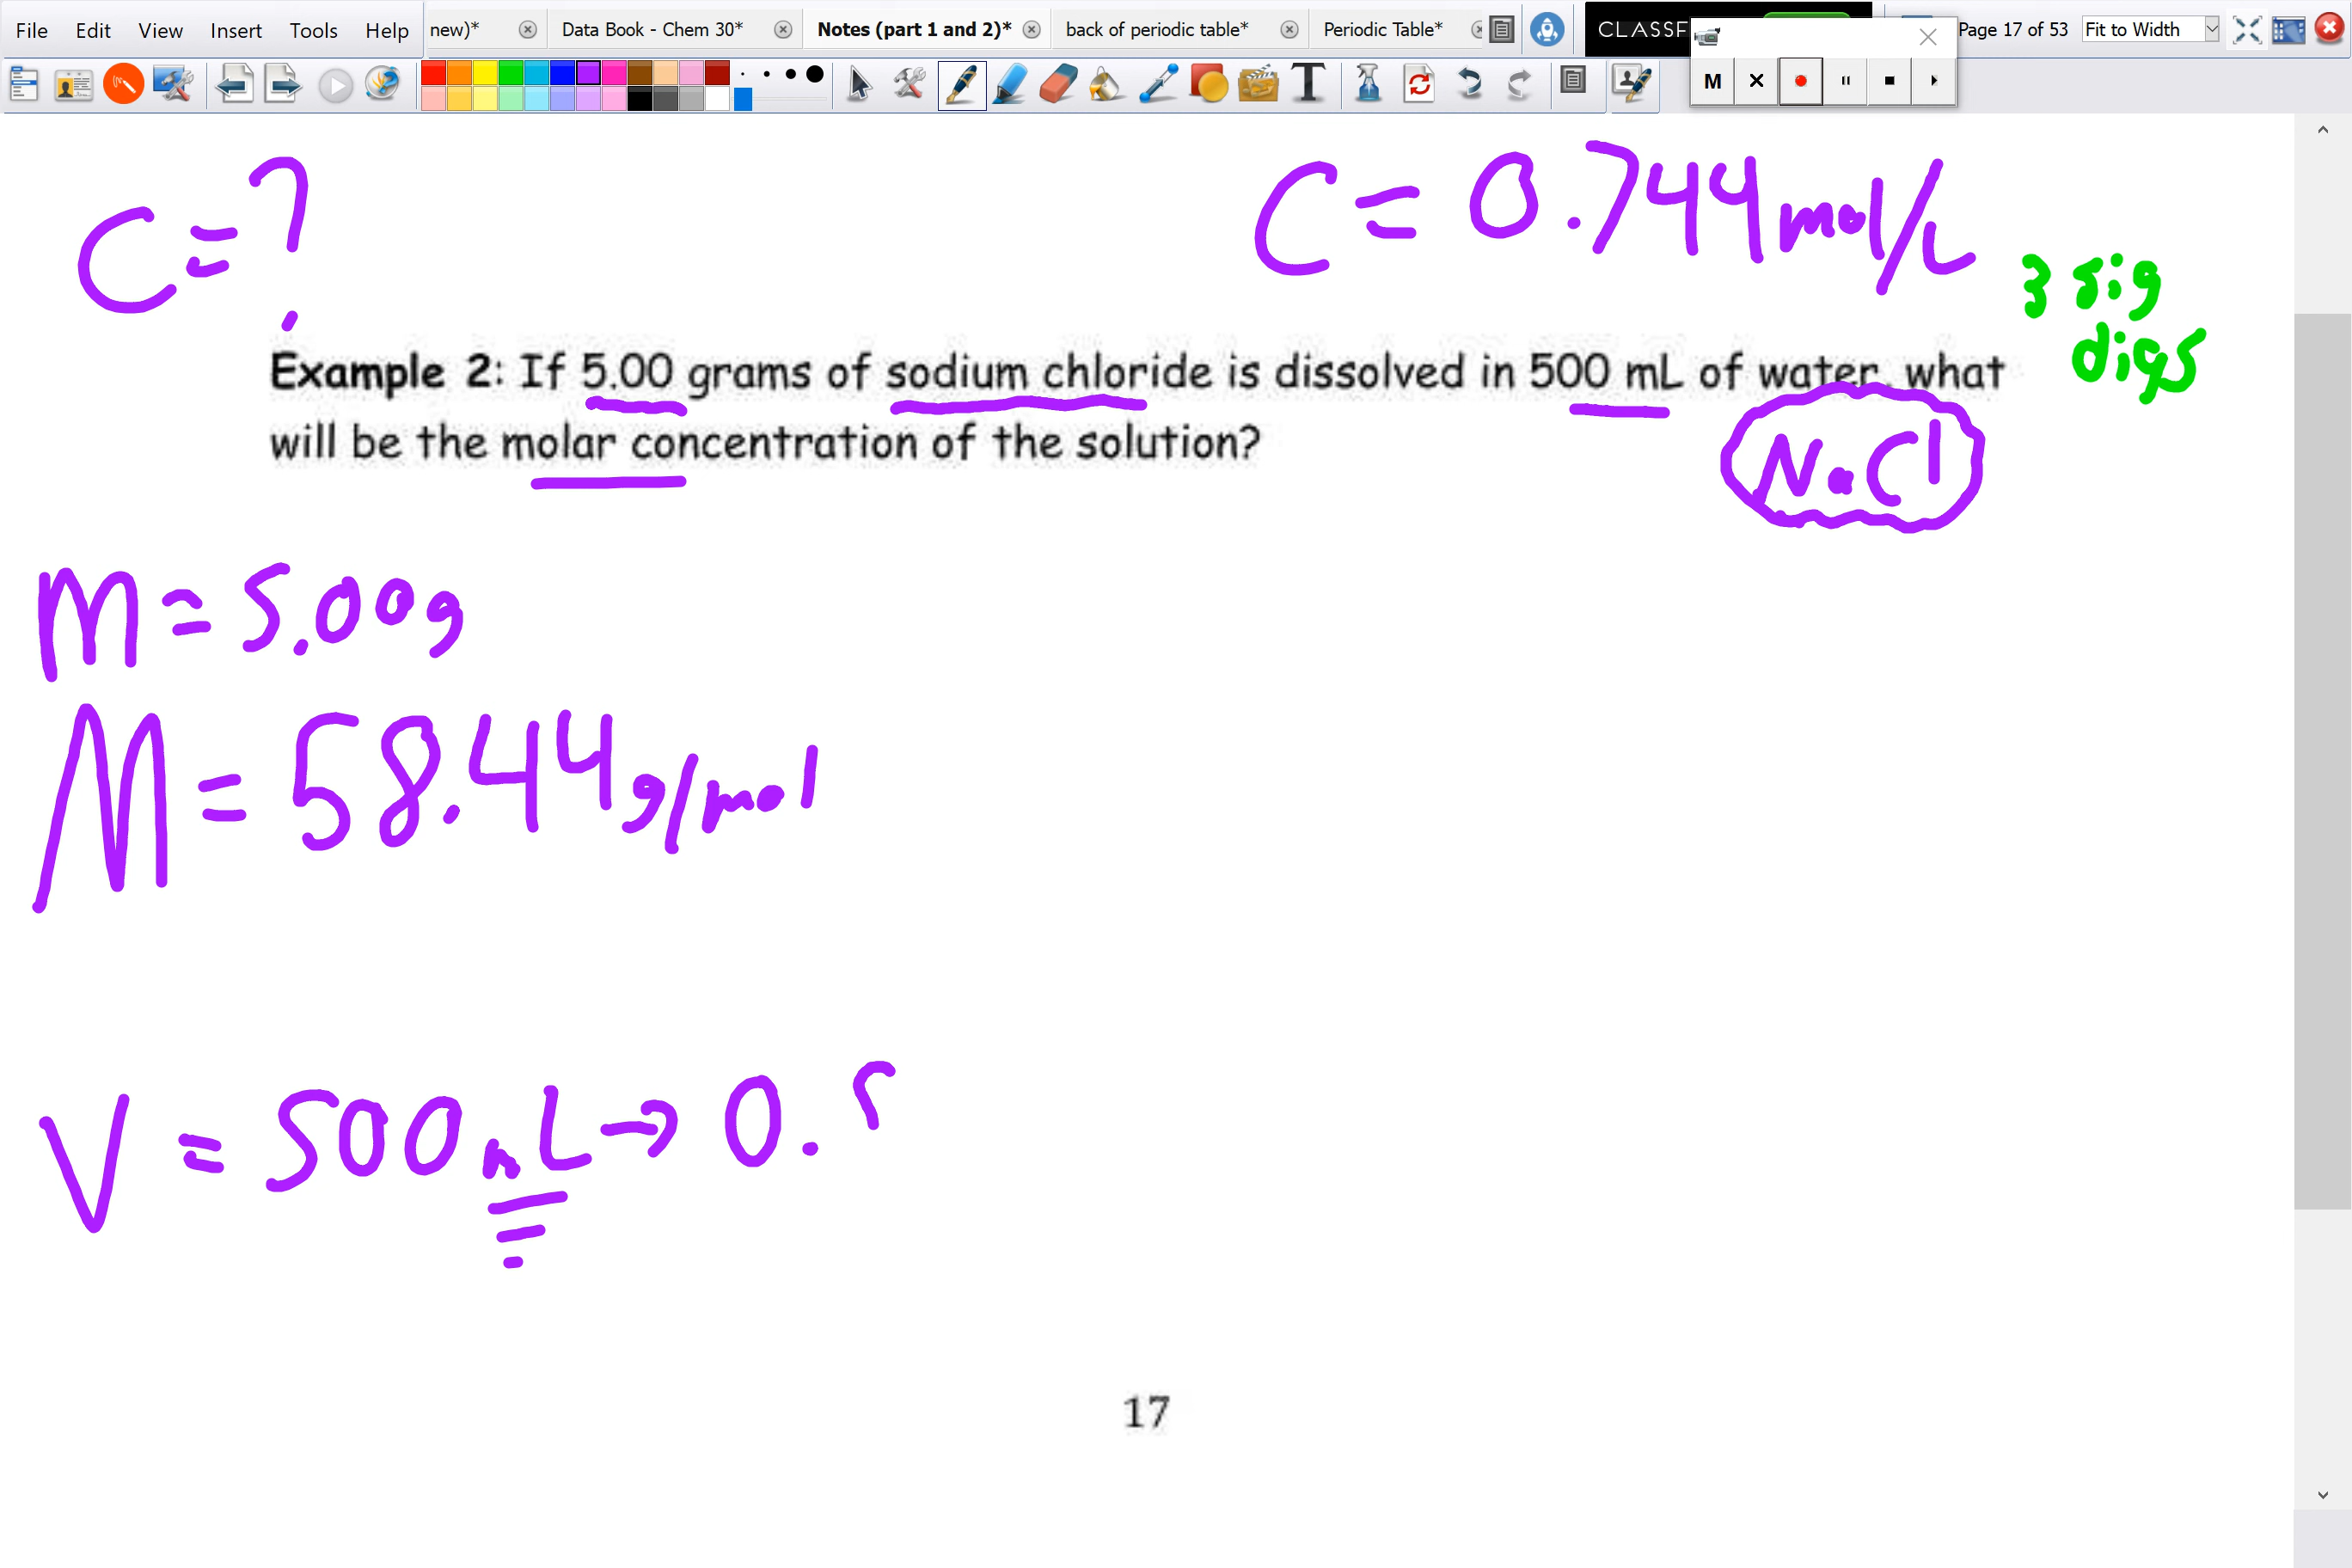 File Edit View Insert Tools Help new)* Data Book - Chem 30* Notes (part 1 and 2)* back of periodic table* Periodic Table* Page 17 of 53 Fit to Width
M
C=?
C= 0.744mol/L
3 sig
digs
Example 2: If 5.00 grams of sodium chloride is dissolved in 500 mL of water, what
will be the molar concentration of the solution?
NaCl
m = 5.00g
M = 58.44g/mol
V = 500mL → 0.
17